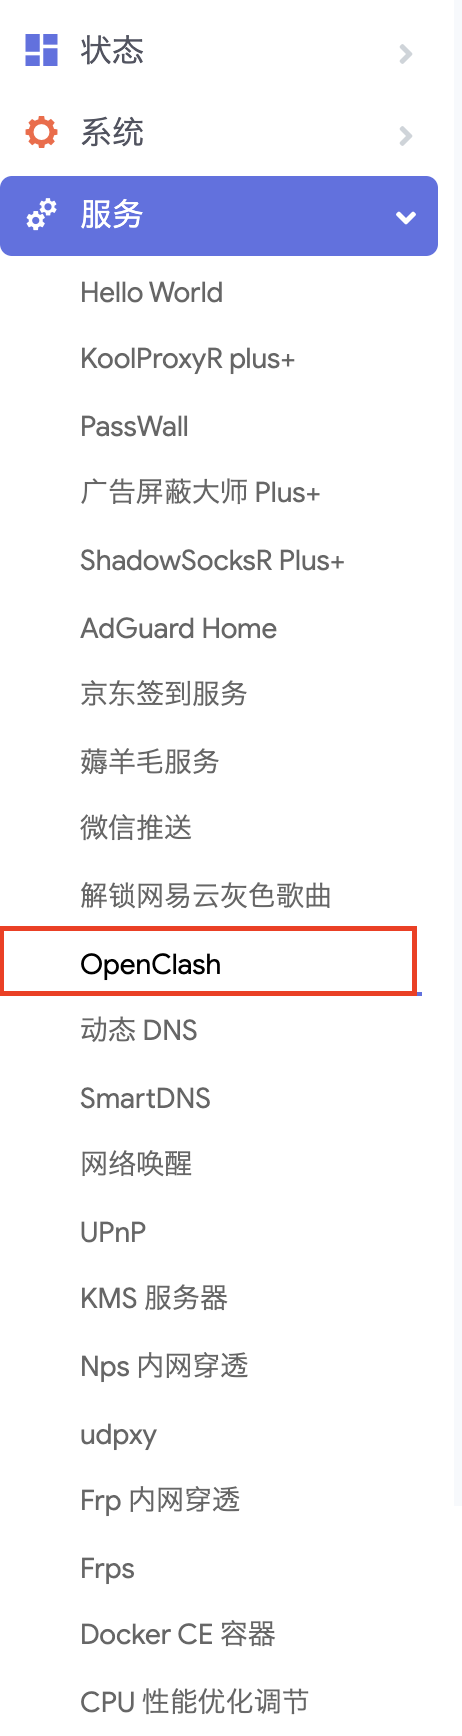 状态
系统
服务
Hello World
KoolProxyR plus+
PassWall
广告屏蔽大师 Plus+
ShadowSocksR Plus+
AdGuard Home
京东签到服务
薅羊毛服务
微信推送
解锁网易云灰色歌曲
OpenClash
动态 DNS
SmartDNS
网络唤醒
UPnP
KMS 服务器
Nps 内网穿透
udpxy
Frp 内网穿透
Frps
Docker CE 容器
CPU 性能优化调节